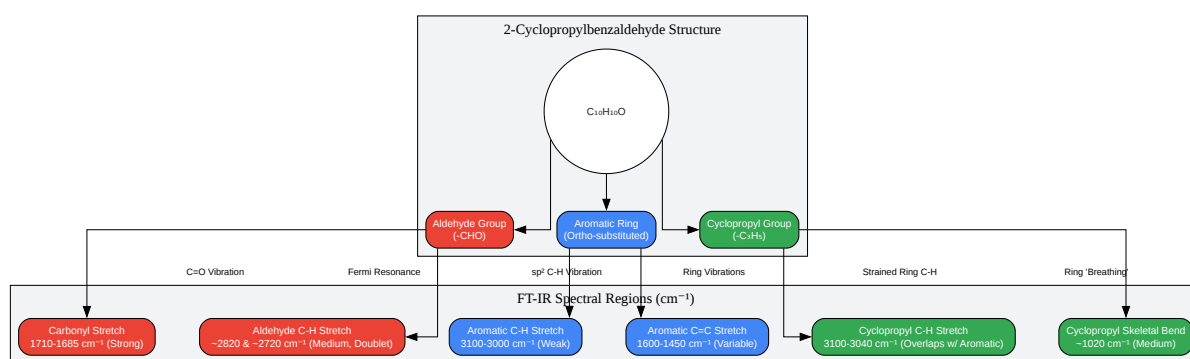 2-Cyclopropylbenzaldehyde Structure
C₁₀H₁₀O
Aldehyde Group
(-CHO)
Aromatic Ring
(Ortho-substituted)
Cyclopropyl Group
(-C₃H₅)
C=O Vibration
Fermi Resonance
sp² C-H Vibration
Ring Vibrations
Strained Ring C-H
Ring 'Breathing'
FT-IR Spectral Regions (cm⁻¹)
Carbonyl Stretch
1710-1685 cm⁻¹ (Strong)
Aldehyde C-H Stretch
~2820 & ~2720 cm⁻¹ (Medium, Doublet)
Aromatic C-H Stretch
3100-3000 cm⁻¹ (Weak)
Aromatic C=C Stretch
1600-1450 cm⁻¹ (Variable)
Cyclopropyl C-H Stretch
3100-3040 cm⁻¹ (Overlaps w/ Aromatic)
Cyclopropyl Skeletal Bend
~1020 cm⁻¹ (Medium)